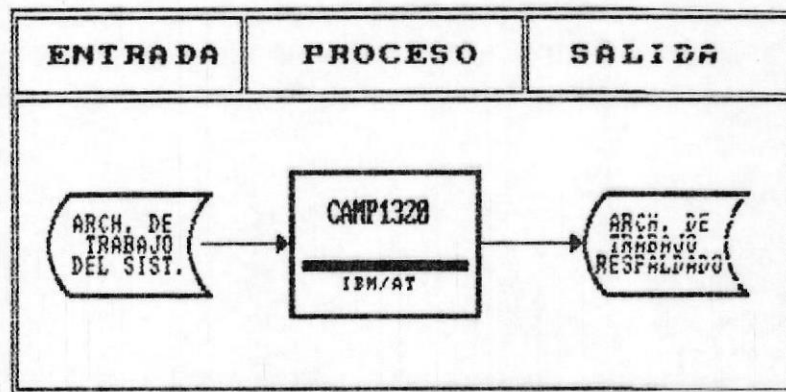 ENTRADA PROCESO SALIDA
ARCH. DE
TRABAJO
DEL SIST.
CAMP1320
IBM/AT
ARCH. DE
TRABAJO
RESPALDADO